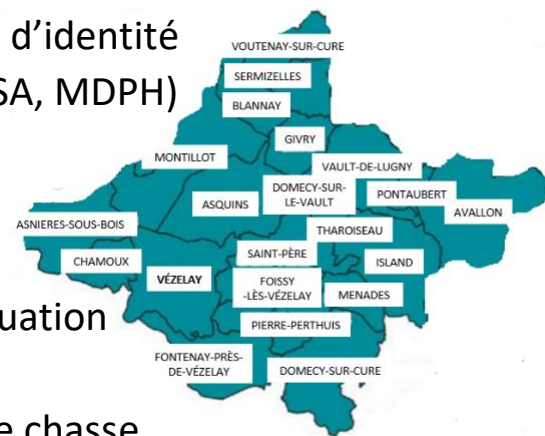 d’identité
SA, MDPH)
uation
e chasse
VOUTENAY-SUR-CURE
SERMIZELLES
BLANNAY
GIVRY
MONTILLOT
VAULT-DE-LUGNY
ASQUINS
DOMECY-SUR-
LE-VAULT
PONTAUBERT
AVALLON
ASNIERES-SOUS-BOIS
THAROISEAU
CHAMOUX
SAINT-PÈRE
ISLAND
VÉZELAY
FOISSY
-LÈS-VÉZELAY
MENADES
PIERRE-PERTHUIS
FONTENAY-PRÈS-
DE-VÉZELAY
DOMECY-SUR-CURE